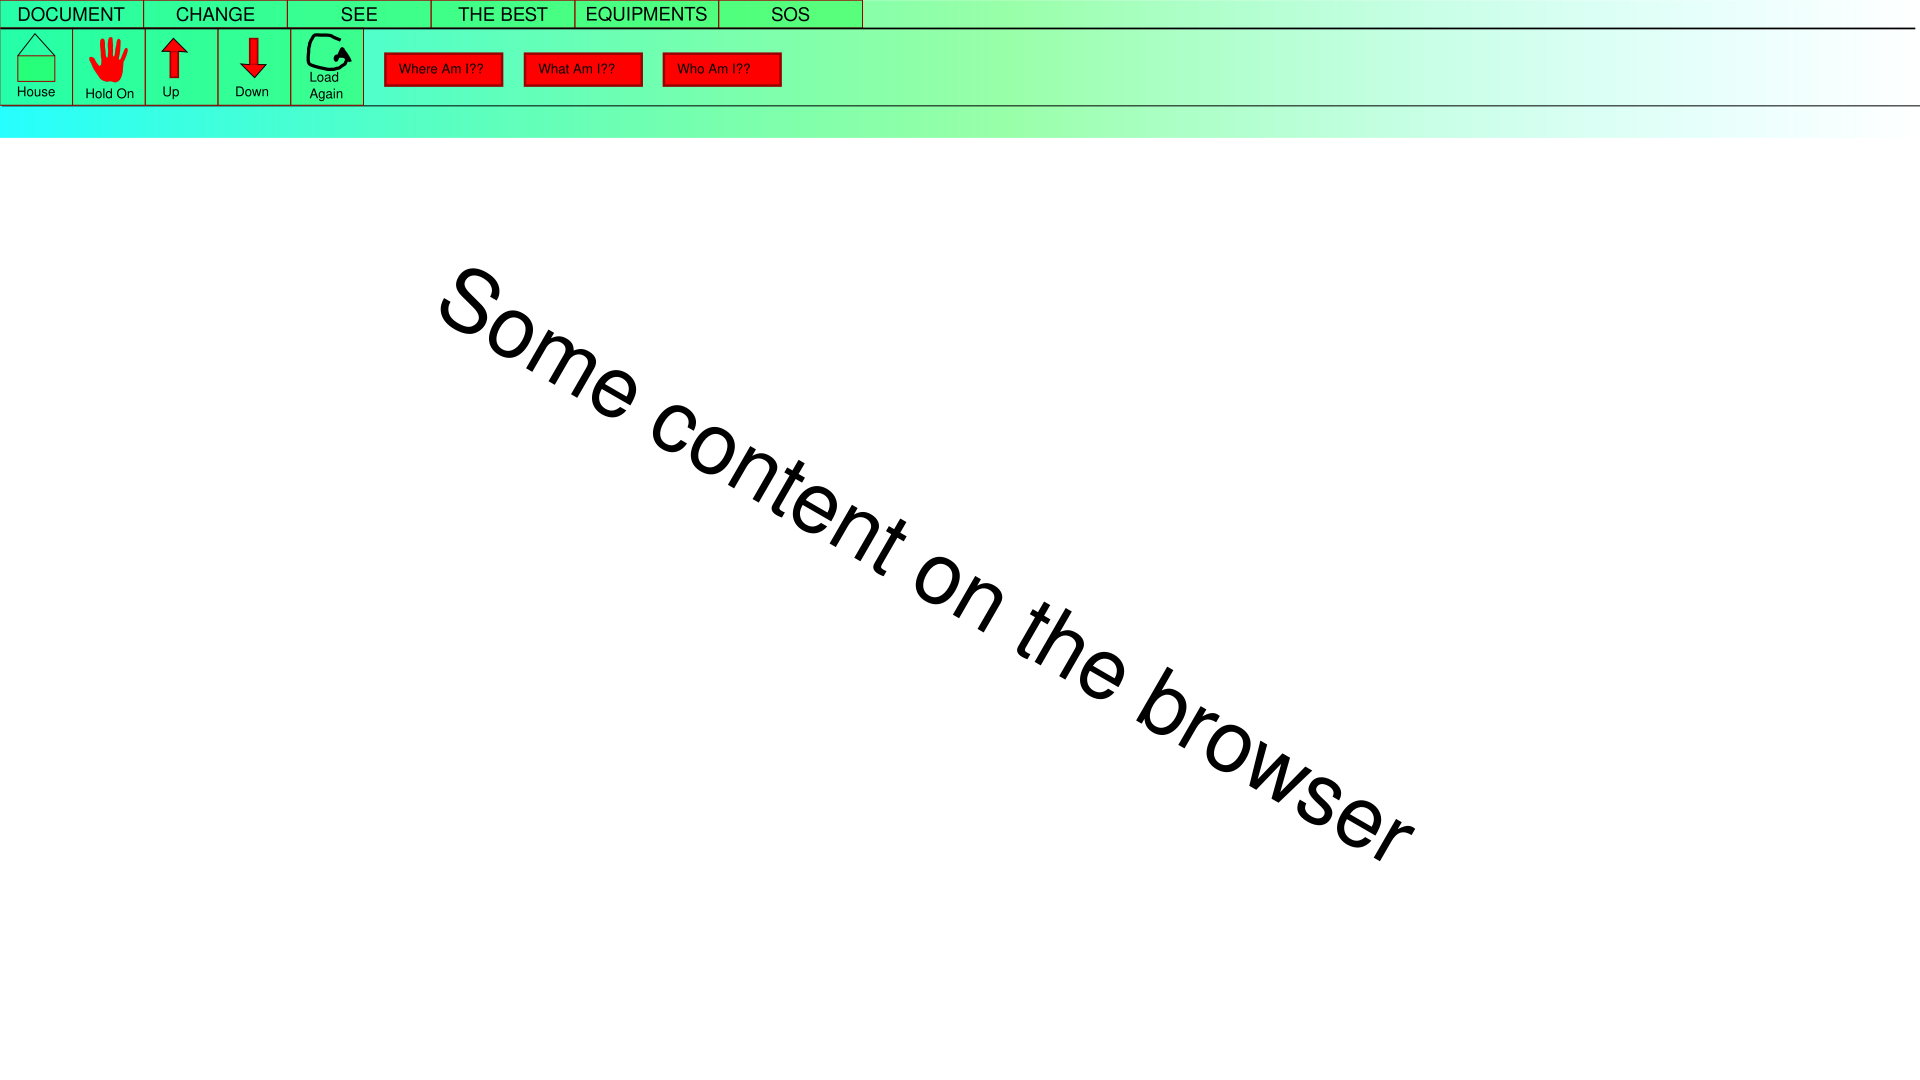 DOCUMENT CHANGE SEE THE BEST EQUIPMENTS SOS
House Hold On Up Down Load Again
Where Am I?? What Am I?? Who Am I??
Some content on the browser